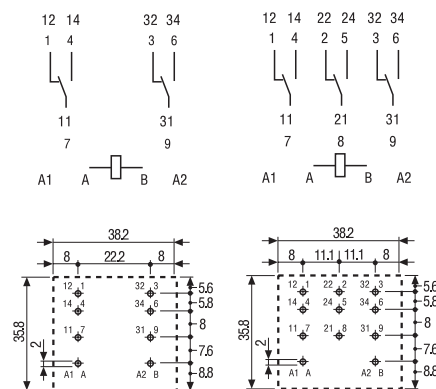 12 14 32 34
1 4 3 6
11 31
7 9
A1 A B A2
12 14 22 24 32 34
1 4 2 5 3 6
11 21 31
7 8 9
A1 A B A2
38.2
8 22.2 8
12 1 32 3
14 4 34 6
11 7 31 9
A1 A A2 B
35.8
2
5.6
5.8
8
7.6
8.8
38.2
8 11.1 11.1 8
12 1 22 2 32 3
14 4 24 5 34 6
11 7 21 8 31 9
A1 A A2 B
35.8
2
5.6
5.8
8
7.6
8.8